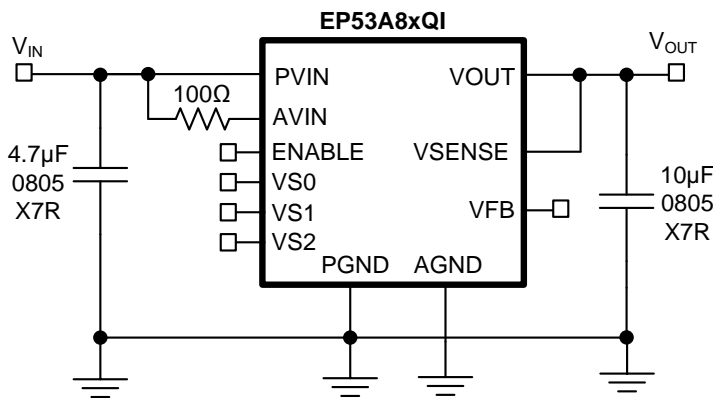 EP53A8xQI
VIN
VOUT
PVIN
VOUT
100Ω
AVIN
4.7µF
0805
X7R
ENABLE
VSENSE
VS0
VS1
VFB
VS2
10µF
0805
X7R
PGND
AGND